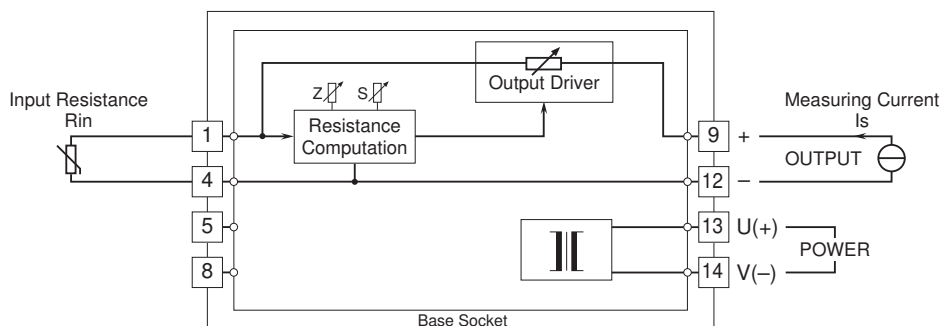 Output Driver
Z
S
Input Resistance
Rin
Resistance
Computation
Measuring Current
Is
1
9
+
OUTPUT
4
12
–
5
13
U(+)
POWER
8
14
V(–)
Base Socket